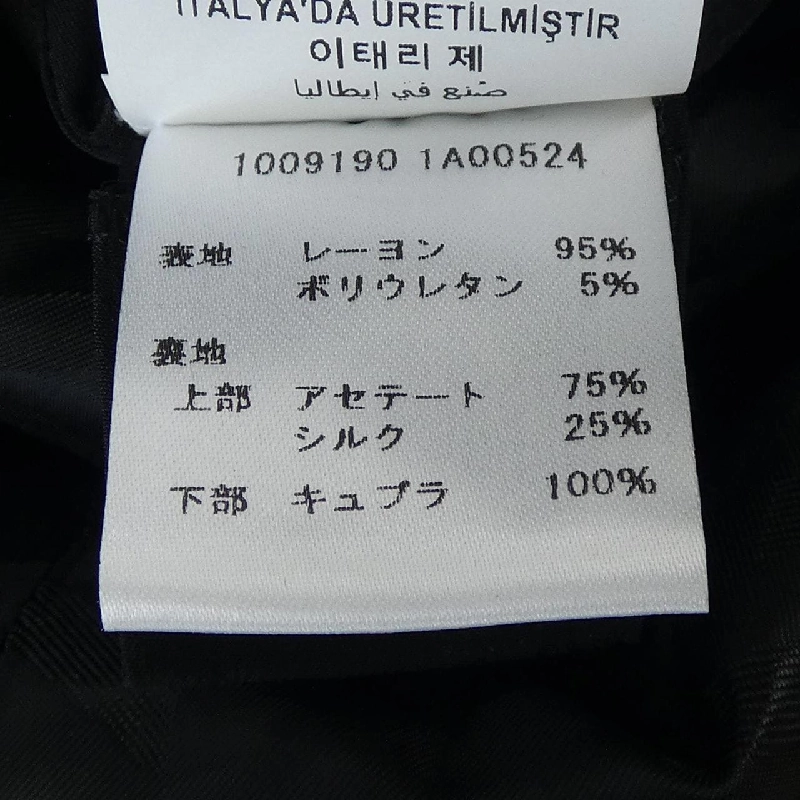 İTALYA'DA ÜRETİLMİŞTİR
이태리 제
صنع في إيطاليا
1009190 1A00524
表地 レーヨン 95%
ポリウレタン 5%
裏地
上部 アセテート 75%
シルク 25%
下部 キュプラ 100%